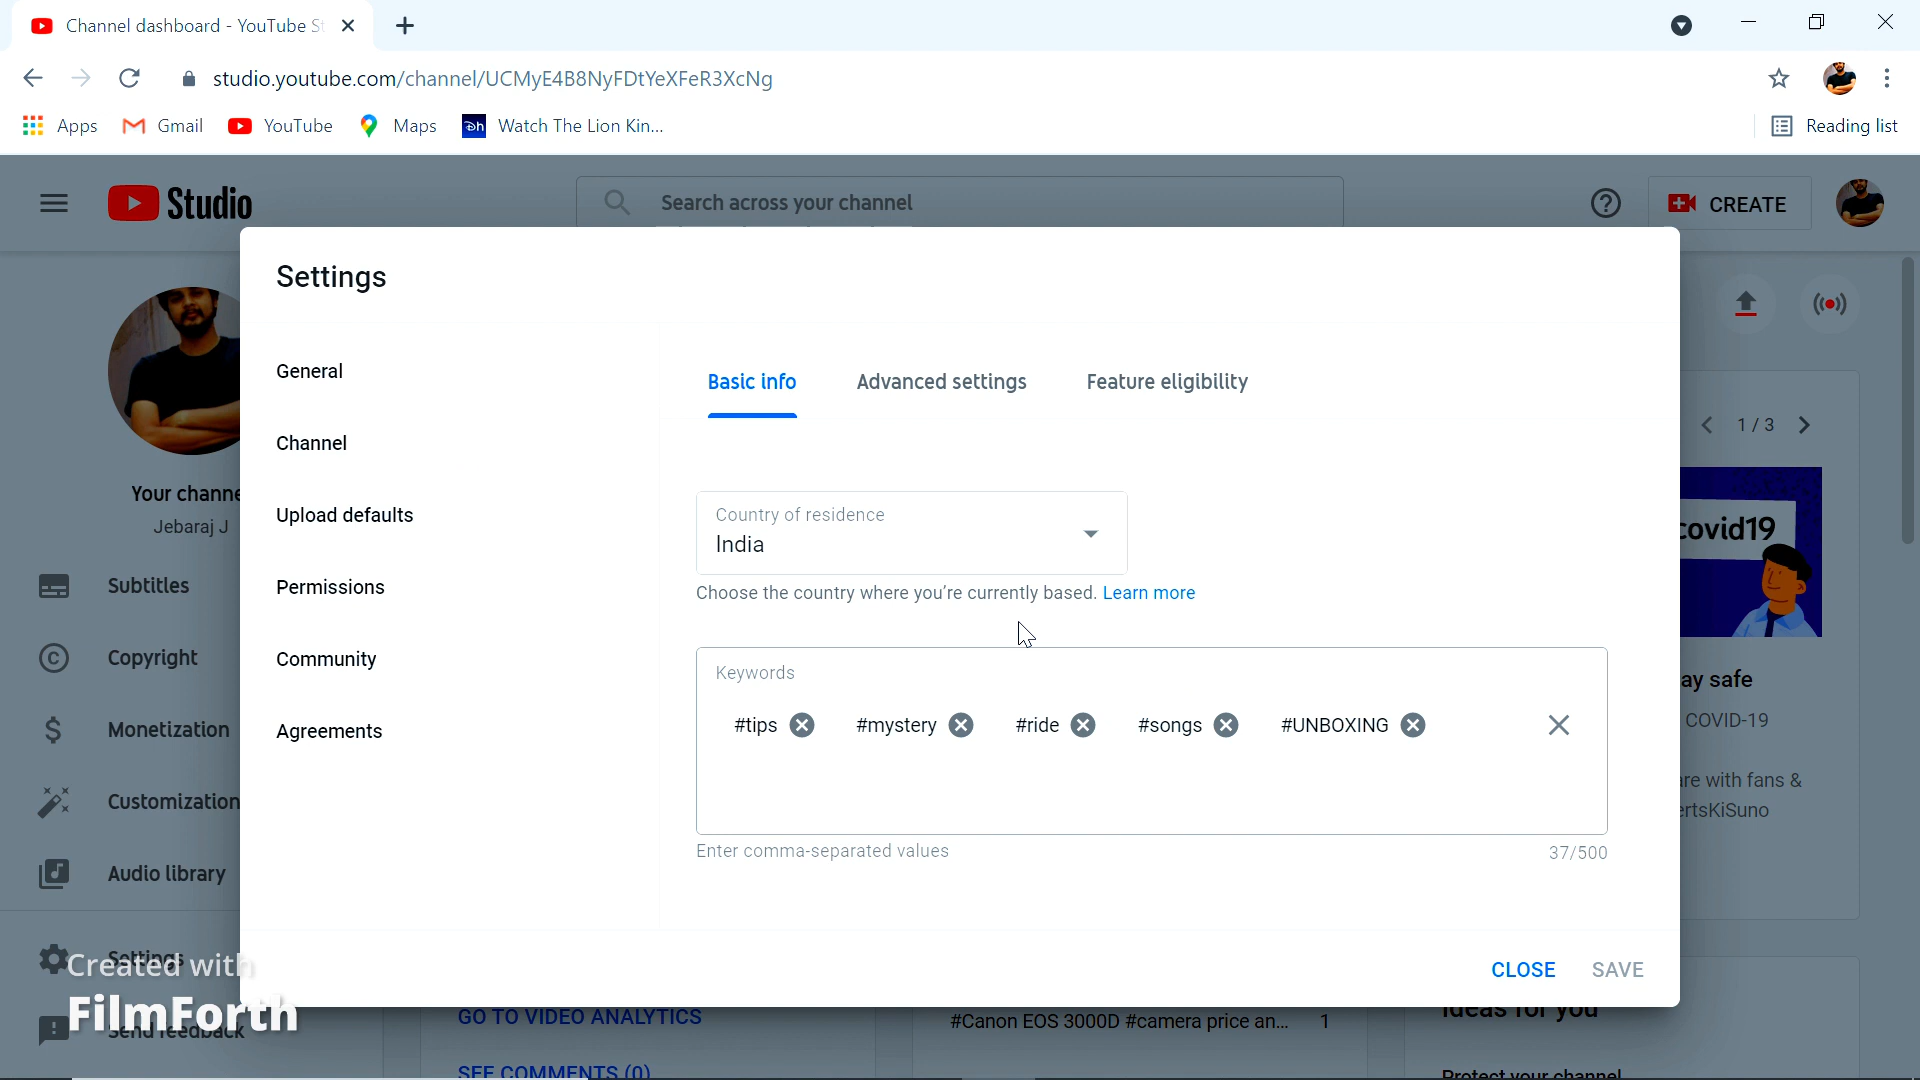 Channel dashboard - YouTube St
studio.youtube.com/channel/UCMyE4B8NyFDtYeXFeR3XcNg
Apps Gmail YouTube Maps Watch The Lion Kin... Reading list
Studio
Search across your channel
CREATE
Settings
General
Channel
Upload defaults
Permissions
Community
Agreements
Basic info Advanced settings Feature eligibility
Country of residence
India
Choose the country where you're currently based. Learn more
Keywords
#tips #mystery #ride #songs #UNBOXING
Enter comma-separated values 37/500
CLOSE SAVE
Your channe
Jebaraj J
Subtitles
Copyright
Monetization
Customization
Audio library
Settings
Send feedback
Created with
FilmForth
1 / 3
covid19
ay safe
COVID-19
are with fans &
ertsKiSuno
GO TO VIDEO ANALYTICS
SEE COMMENTS (0)
#Canon EOS 3000D #camera price an... 1
Ideas for you
Protect your channel